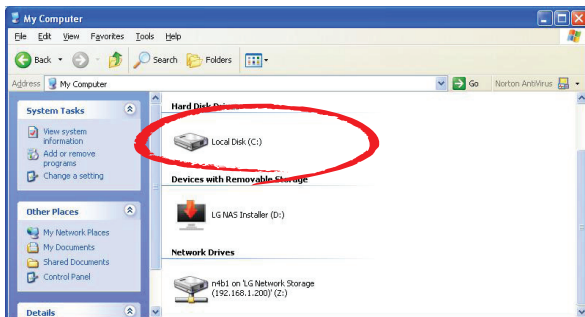 My Computer
File Edit View Favorites Tools Help
Back Search Folders
Address My Computer Go Norton AntiVirus
System Tasks
View system
information
Add or remove
programs
Change a setting
Other Places
My Network Places
My Documents
Shared Documents
Control Panel
Details
Hard Disk Drives
Local Disk (C:)
Devices with Removable Storage
LG NAS Installer (D:)
Network Drives
n4b1 on 'LG Network Storage
(192.168.1.200)' (Z:)